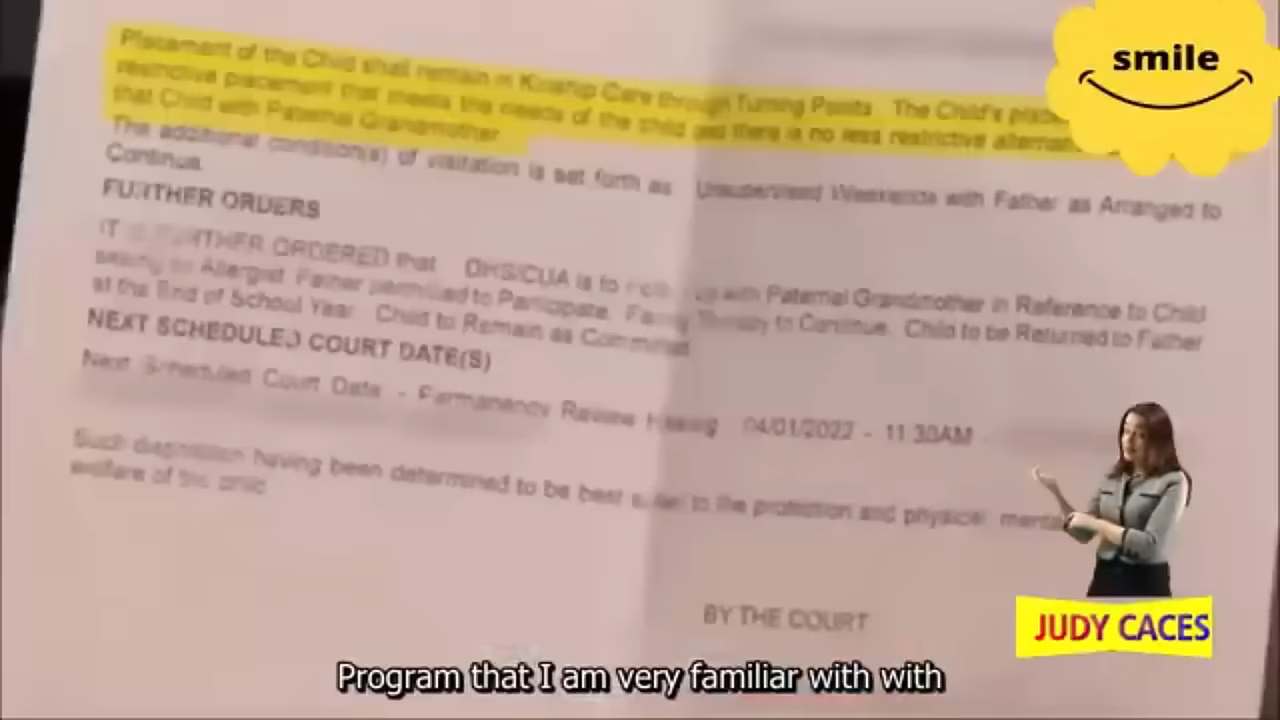 smile
Placement of the Child shall remain in Kinship Care through Turning Points. The Child's
restrictive placement that meets the needs of the child and there is no less restrictive
that Child with Paternal Grandmother
The additional condition(s) of visitation is set forth as Unsupervised Weekends with Father as Arranged to
Continue.
FURTHER ORDERS
IT IS FURTHER ORDERED that DHS/CUA is to with Paternal Grandmother in Reference to Child
Allergist. Father permitted to Participate. Family Therapy to Continue. Child to be Returned to Father
at the End of School Year. Child to Remain as Committed.
NEXT SCHEDULED COURT DATE(S)
Next Scheduled Court Date - Permanency Review Hearing 04/01/2022 - 11:30AM -
Such disposition having been determined to be best suited to the protection and physical, mental
welfare of the child
BY THE COURT
JUDY CACES
Program that I am very familiar with with